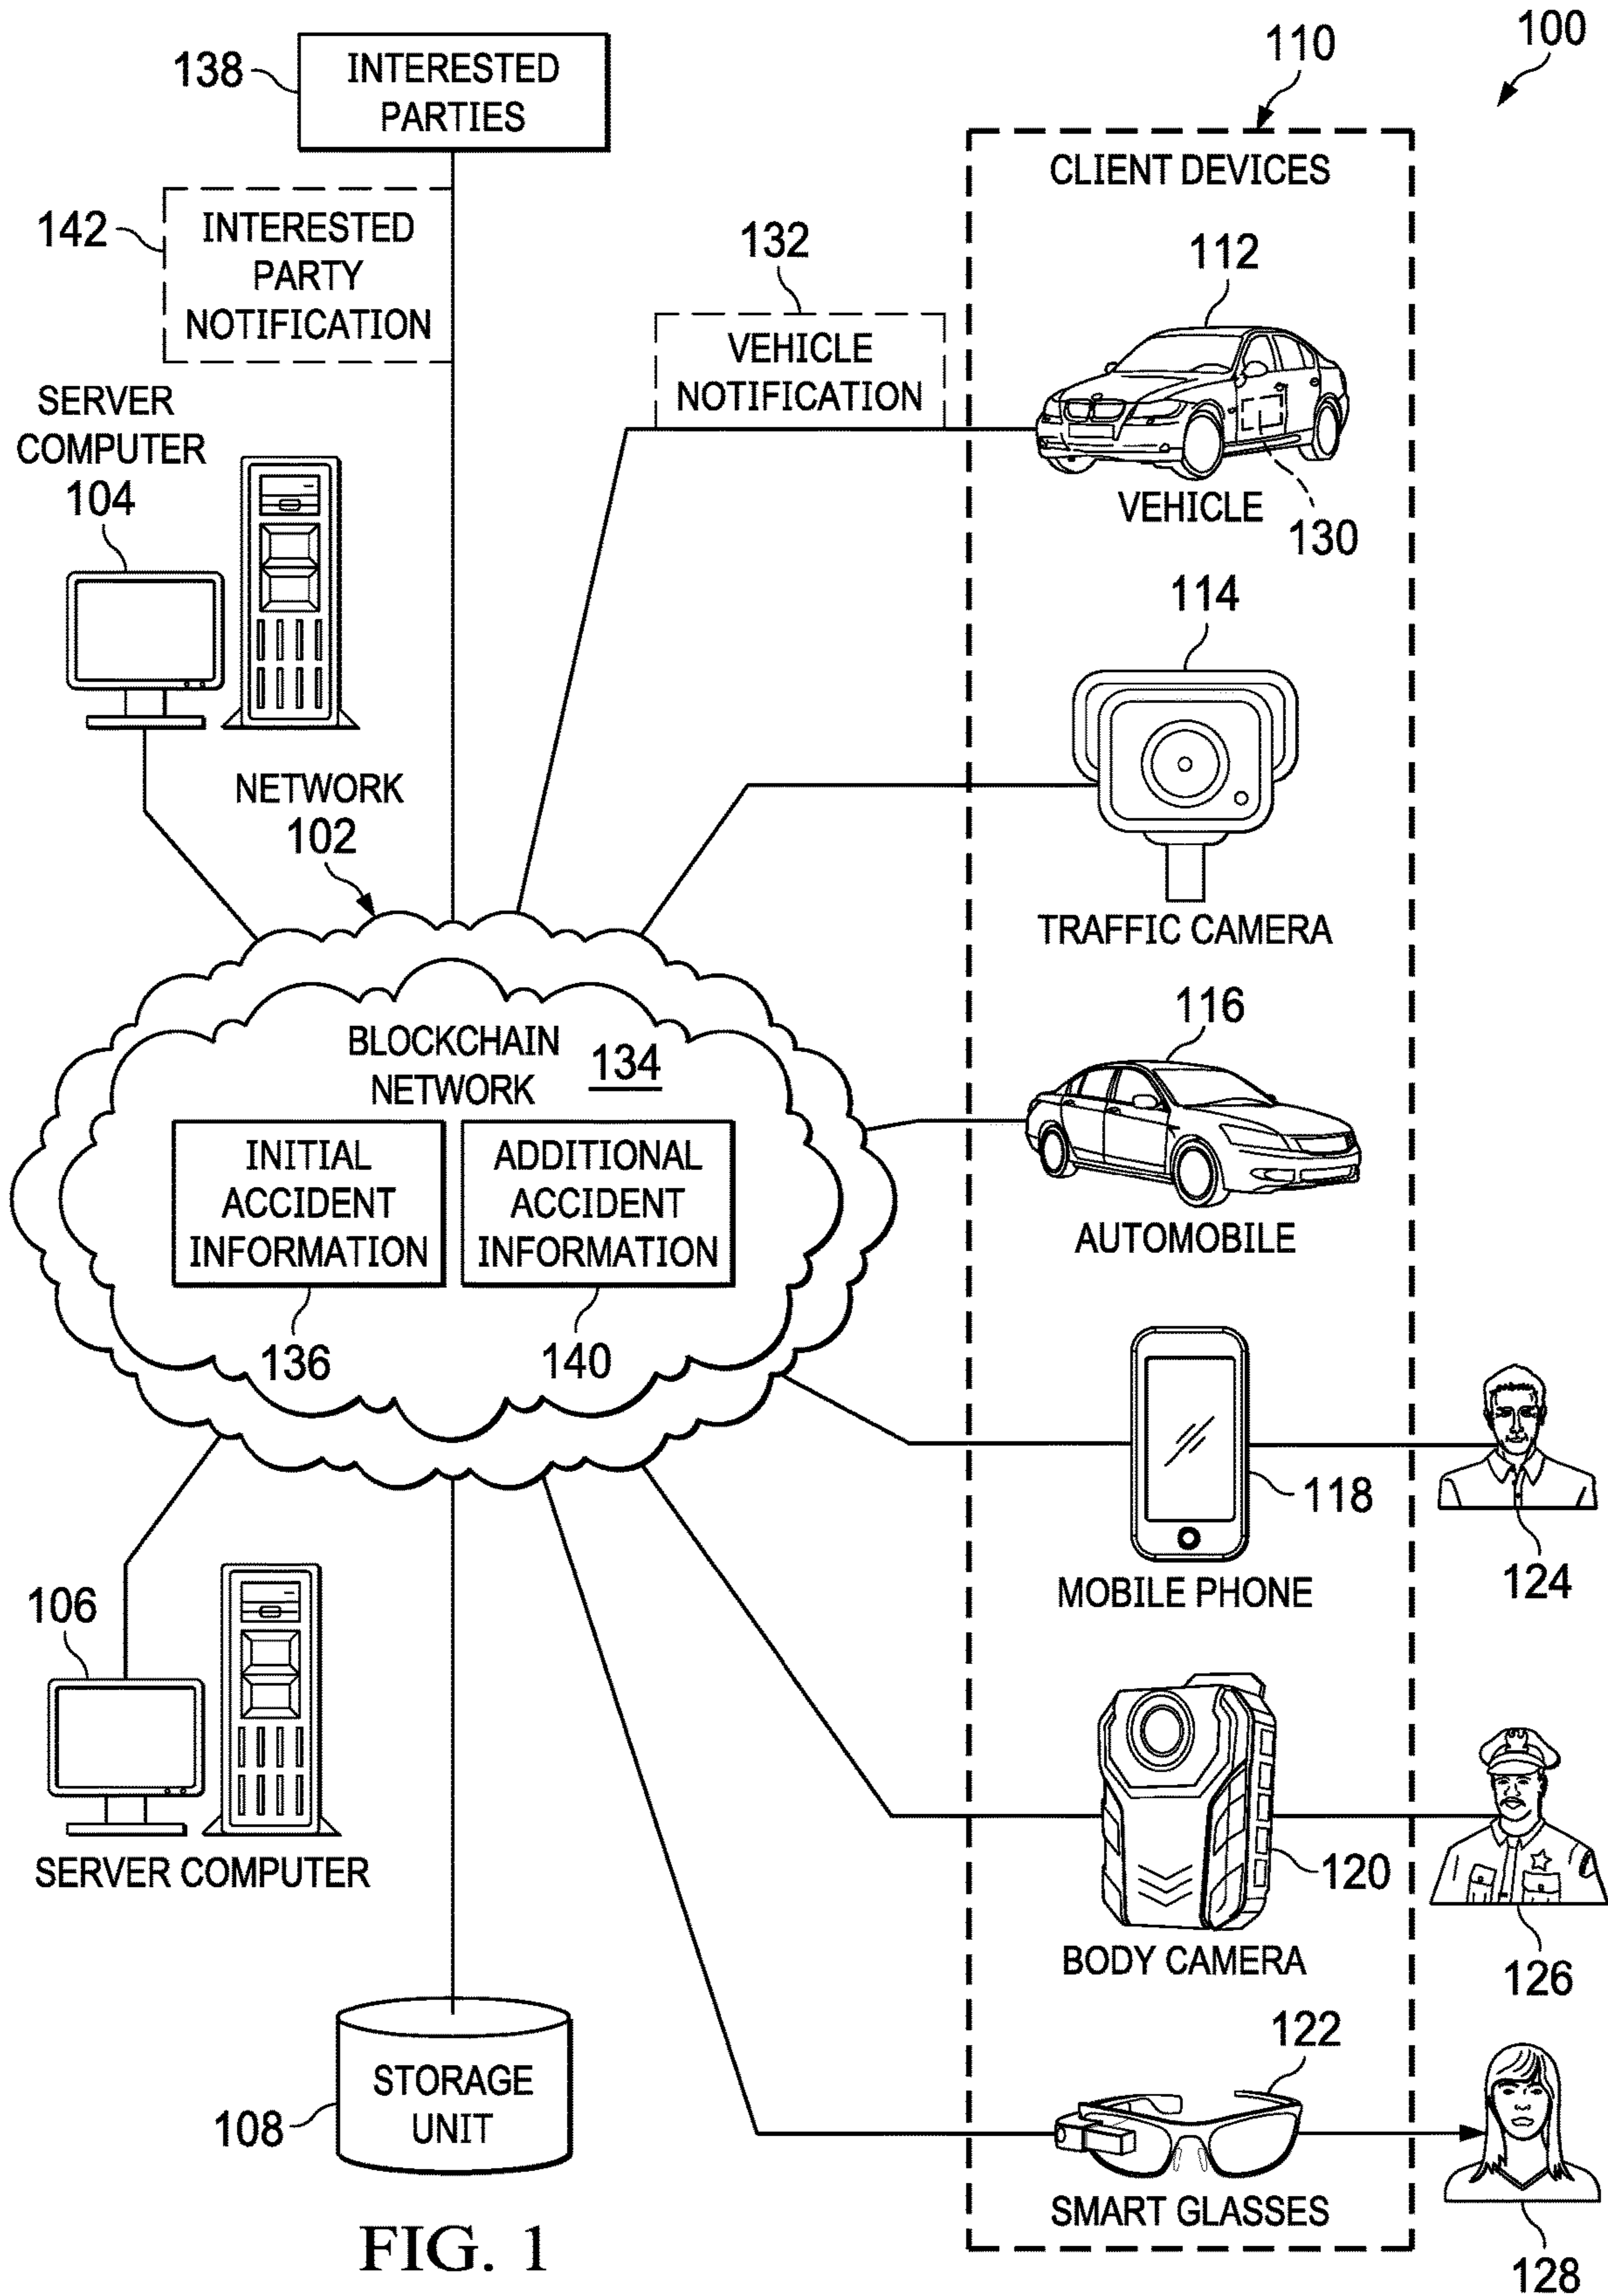 100
110
138
INTERESTED
PARTIES
CLIENT DEVICES
142
INTERESTED
PARTY
NOTIFICATION
132
VEHICLE
NOTIFICATION
112
VEHICLE
130
SERVER
COMPUTER
104
114
TRAFFIC CAMERA
NETWORK
102
116
AUTOMOBILE
BLOCKCHAIN
NETWORK
134
INITIAL
ACCIDENT
INFORMATION
136
ADDITIONAL
ACCIDENT
INFORMATION
140
118
MOBILE PHONE
124
106
SERVER COMPUTER
120
BODY CAMERA
126
108
STORAGE
UNIT
122
SMART GLASSES
128
FIG. 1